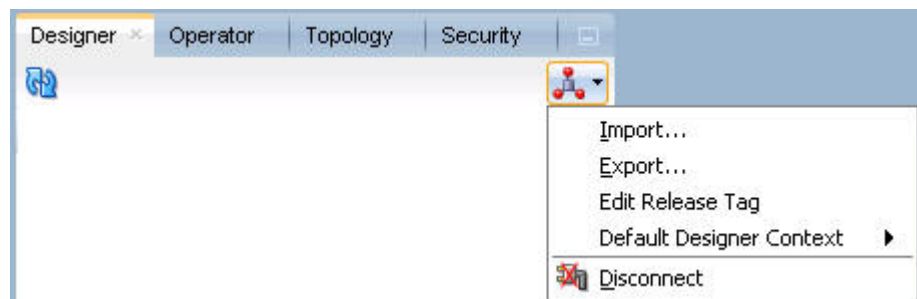 Designer Operator Topology Security
Import...
Export...
Edit Release Tag
Default Designer Context
Disconnect